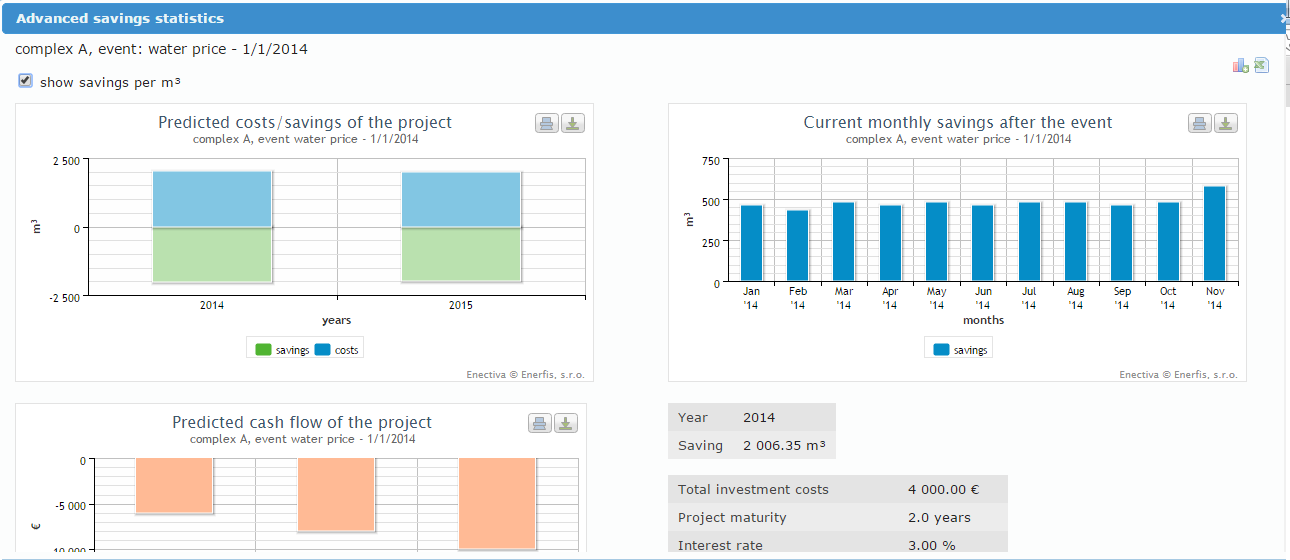 Advanced savings statistics
complex A, event: water price - 1/1/2014
show savings per m³
Predicted costs/savings of the project
complex A, event water price - 1/1/2014
2 500
0
-2 500
m³
2014 2015
years
savings costs
Enectiva © Enerfis, s.r.o.
Current monthly savings after the event
complex A, event water price - 1/1/2014
750
500
250
0
m³
Jan '14 Feb '14 Mar '14 Apr '14 May '14 Jun '14 Jul '14 Aug '14 Sep '14 Oct '14 Nov '14
months
savings
Enectiva © Enerfis, s.r.o.
Predicted cash flow of the project
complex A, event water price - 1/1/2014
0
-5 000
-10 000
€
Year 2014
Saving 2 006.35 m³
Total investment costs 4 000.00 €
Project maturity 2.0 years
Interest rate 3.00 %